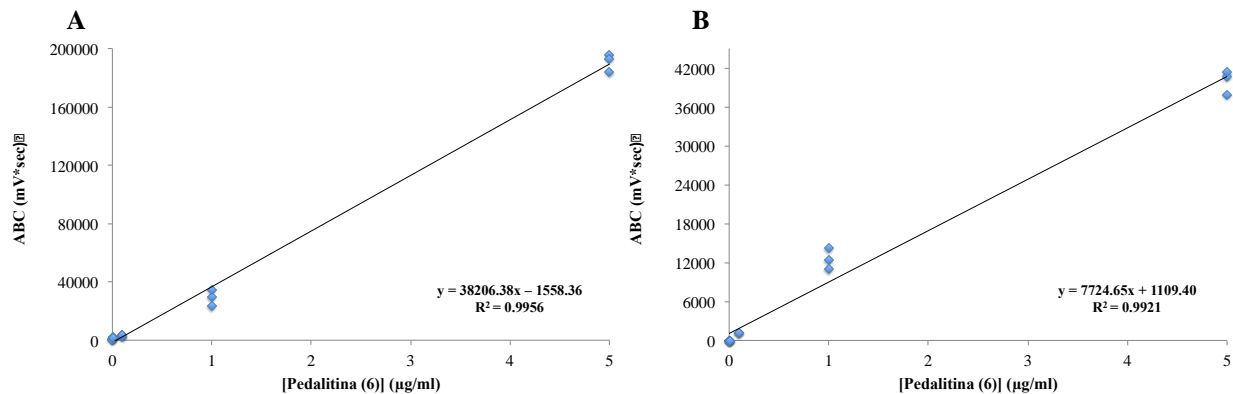 A
200000
160000
120000
80000
40000
0
ABC (mV*sec)
0 1 2 3 4 5
[Pedalitina (6)] (µg/ml)
y = 38206.38x – 1558.36
R² = 0.9956
B
42000
36000
30000
24000
18000
12000
6000
0
ABC (mV*sec)
0 1 2 3 4 5
[Pedalitina (6)] (µg/ml)
y = 7724.65x + 1109.40
R² = 0.9921